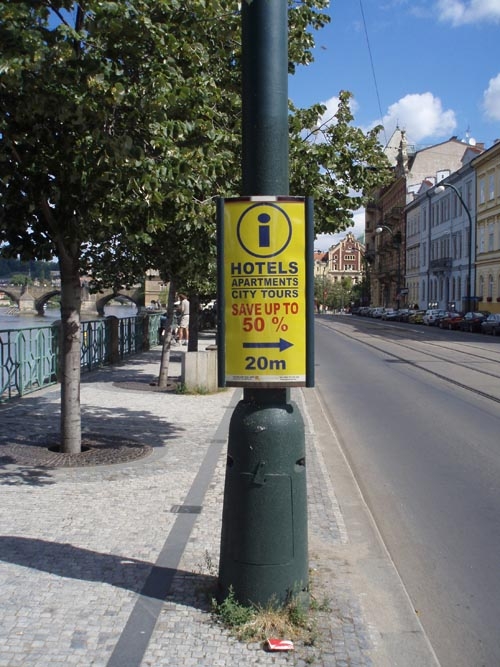 i
HOTELS
APARTMENTS
CITY TOURS
SAVE UP TO
50 %
20m